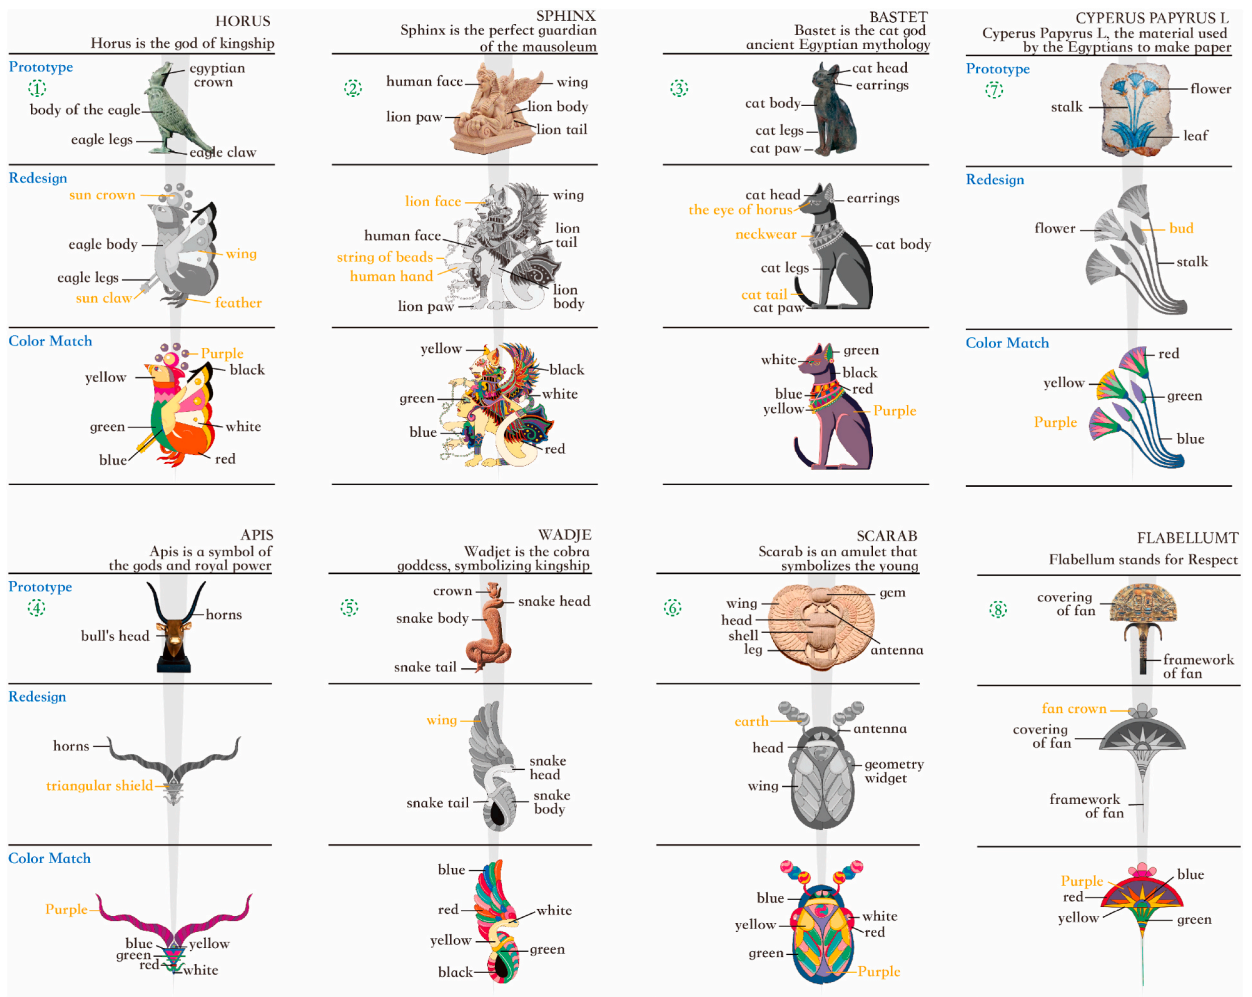 HORUS
Horus is the god of kingship
Prototype
1
egyptian
crown
body of the eagle
eagle legs
eagle claw
Redesign
sun crown
eagle body
wing
eagle legs
sun claw
feather
Color Match
Purple
black
yellow
green
white
blue
red
SPHINX
Sphinx is the perfect guardian
of the mausoleum
2
human face
wing
lion paw
lion body
lion tail
lion face
wing
human face
lion
tail
string of beads
human hand
lion
body
lion paw
yellow
black
green
white
blue
red
BASTET
Bastet is the cat god
ancient Egyptian mythology
3
cat head
earrings
cat body
cat legs
cat paw
cat head
earrings
the eye of horus
neckwear
cat body
cat legs
cat tail
cat paw
green
white
black
red
blue
yellow
Purple
CYPERUS PAPYRUS L
Cyperus Papyrus L, the material used
by the Egyptians to make paper
Prototype
7
flower
stalk
leaf
Redesign
flower
bud
stalk
Color Match
red
yellow
green
Purple
blue
APIS
Apis is a symbol of
the gods and royal power
Prototype
4
horns
bull's head
Redesign
horns
triangular shield
Color Match
Purple
blue
yellow
green
red
white
WADJE
Wadjet is the cobra
goddess, symbolizing kingship
5
crown
snake head
snake body
snake tail
wing
snake
head
snake tail
snake
body
blue
red
white
yellow
green
black
SCARAB
Scarab is an amulet that
symbolizes the young
6
gem
wing
head
shell
leg
antenna
earth
antenna
head
geometry
widget
wing
blue
white
yellow
red
green
Purple
FLABELLUMT
Flabellum stands for Respect
8
covering
of fan
framework
of fan
fan crown
covering
of fan
framework
of fan
Purple
blue
red
yellow
green